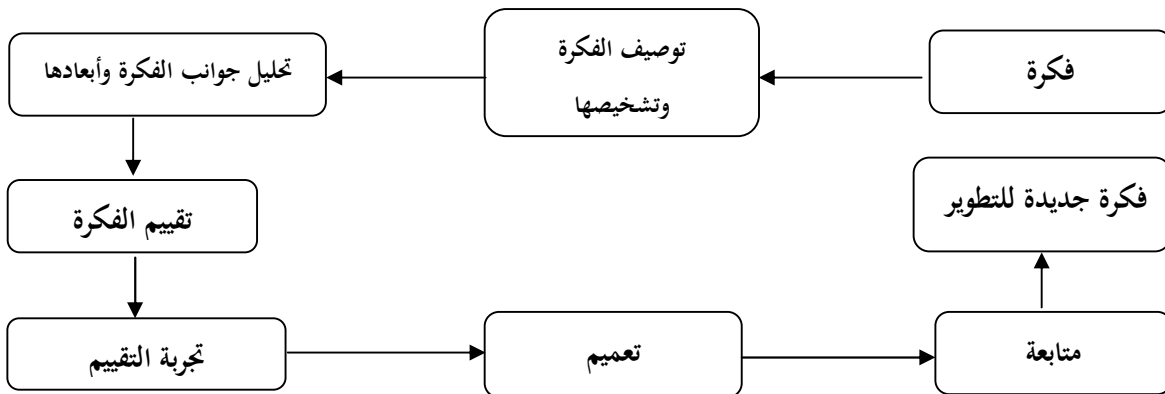 فكرة
توصيف الفكرة
وتشخيصها
تحليل جوانب الفكرة وأبعادها
تقييم الفكرة
تجربة التقييم
تعميم
متابعة
فكرة جديدة للتطوير